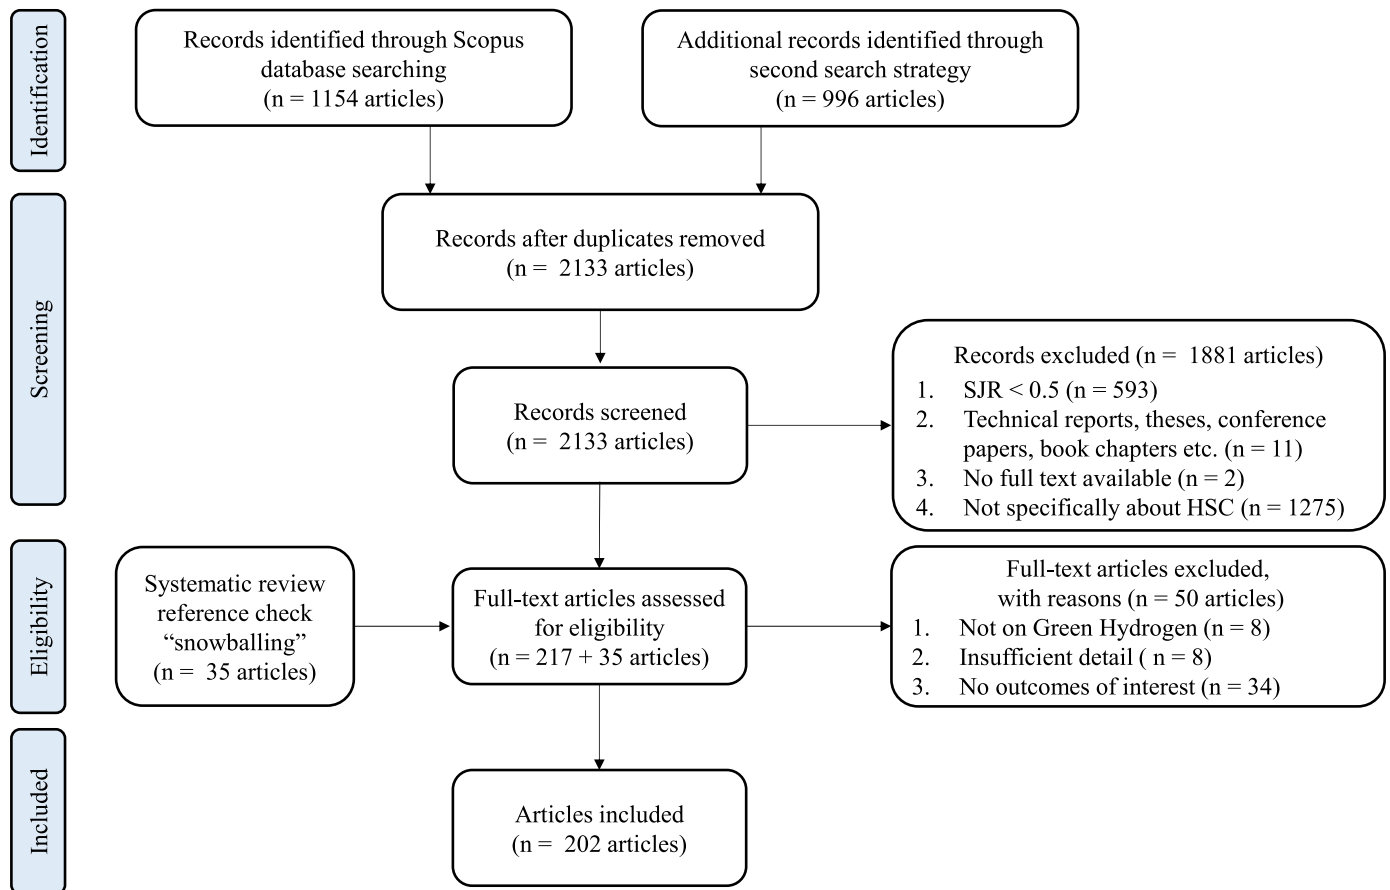 Identification
Records identified through Scopus
database searching
(n = 1154 articles)
Additional records identified through
second search strategy
(n = 996 articles)
Screening
Records after duplicates removed
(n = 2133 articles)
Records screened
(n = 2133 articles)
Records excluded (n = 1881 articles)
1. SJR < 0.5 (n = 593)
2. Technical reports, theses, conference
papers, book chapters etc. (n = 11)
3. No full text available (n = 2)
4. Not specifically about HSC (n = 1275)
Eligibility
Systematic review
reference check
“snowballing”
(n = 35 articles)
Full-text articles assessed
for eligibility
(n = 217 + 35 articles)
Full-text articles excluded,
with reasons (n = 50 articles)
1. Not on Green Hydrogen (n = 8)
2. Insufficient detail ( n = 8)
3. No outcomes of interest (n = 34)
Included
Articles included
(n = 202 articles)